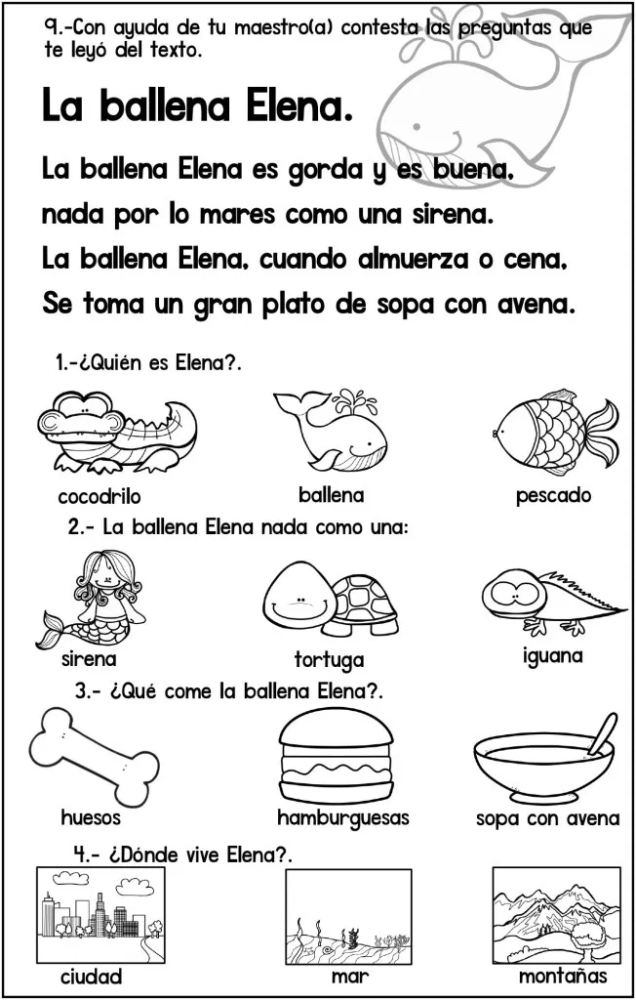 9.-Con ayuda de tu maestro(a) contesta las preguntas que
te leyó del texto.
La ballena Elena.
La ballena Elena es gorda y es buena,
nada por lo mares como una sirena.
La ballena Elena, cuando almuerza o cena,
Se toma un gran plato de sopa con avena.
1.-¿Quién es Elena?.
cocodrilo ballena pescado
2.- La ballena Elena nada como una:
sirena tortuga iguana
3.- ¿Qué come la ballena Elena?.
huesos hamburguesas sopa con avena
4.- ¿Dónde vive Elena?.
ciudad mar montañas